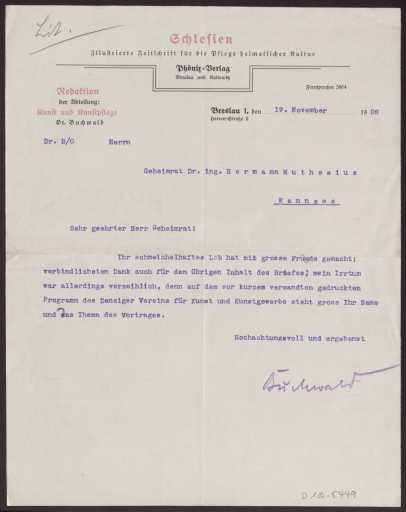 Lit.
Schlesien
Illustrierte Zeitschrift für die Pflege heimatlicher Kultur
Phönix-Verlag
Breslau und Kattowitz
Redaktion
der Abteilung:
Kunst und Kunstpflege
Dr. Buchwald
Fernsprecher 2064
Breslau I, den 19. November 1908
Dr. B/O Herrn
Geheimrat Dr. ing. Hermann Muthesius
Wannsee
Sehr geehrter Herr Geheimrat!
Ihr schmeichelhaftes Lob hat mir grosse Freude gemacht;
verbindlichsten Dank auch für den übrigen Inhalt des Briefes; mein Irrtum
war allerdings verzeihlich, denn auf dem vor kurzem versandten gedruckten
Programm des Danziger Vereins für Kunst und Kunstgewerbe steht gross Ihr Name
und das Thema des Vortrages.
Hochachtungsvoll und ergebenst
Buchwald
D 100-5449